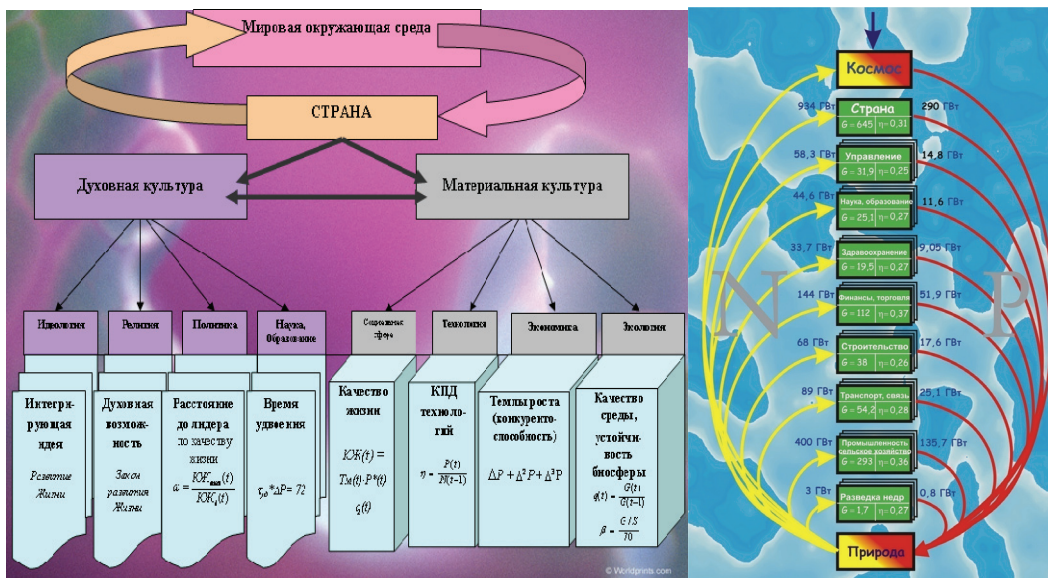 Мировая окружающая среда
СТРАНА
Духовная культура
Материальная культура
Идеология
Религия
Политика
Наука,
Образование
Социальная
сфера
Технология
Экономика
Экология
Интегри-
рующая
идея
Развитие
Жизни
Духовная
возмож-
ность
Закон
развития
Жизни
Расстояние
до лидера
по качеству
жизни
Время
удвоения
Качество
жизни
ЮЖ(t) =
КПД
техноло-
гий
η = P(t) / N(t-1)
Темпы роста
(конкуренто-
способность)
ΔP + Δ²P + Δ³P
Качество
среды,
устойчи-
вость
биосферы
q(t) = G(t) / G(t-1)
β = G / S / 70
© Worldprints.com
Космос
934 ГВт
Страна
290 ГВт
G = 645 η=0,31
58,3 ГВт
Управление
14,8 ГВт
G = 31,9 η=0,25
44,6 ГВт
Наука, образование
11,6 ГВт
G = 25,1 η=0,27
33,7 ГВт
Здравоохранение
9,05 ГВт
G = 19,5 η=0,27
144 ГВт
Финансы, торговля
51,9 ГВт
G = 112 η=0,37
68 ГВт
Строительство
17,6 ГВт
G = 38 η=0,26
89 ГВт
Транспорт, связь
25,1 ГВт
G = 54,2 η=0,28
400 ГВт
Промышленность
сельское хозяйство
135,7 ГВт
G = 293 η=0,36
3 ГВт
Разведка недр
0,8 ГВт
G = 1,7 η=0,27
Природа
N
P